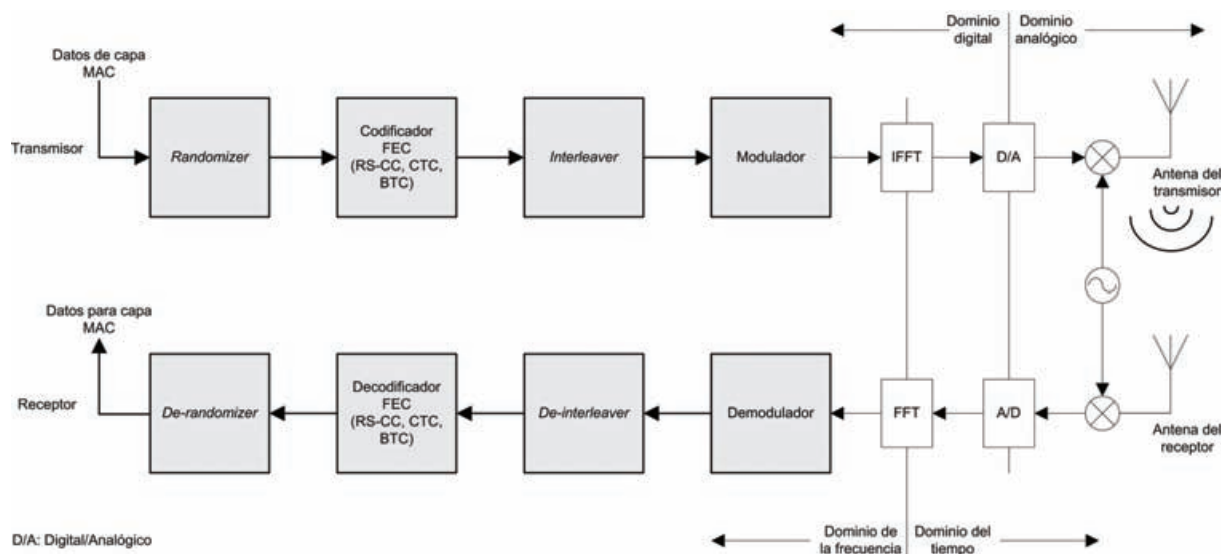 Dominio
digital
Dominio
analógico
Datos de capa
MAC
Transmisor
Randomizer
Codificador
FEC
(RS-CC, CTC,
BTC)
Interleaver
Modulador
IFFT
D/A
Antena del
transmisor
Datos para capa
MAC
Receptor
De-randomizer
Decodificador
FEC
(RS-CC, CTC,
BTC)
De-interleaver
Demodulador
FFT
A/D
Antena del
receptor
Dominio de
la frecuencia
Dominio del
tiempo
D/A: Digital/Analógico